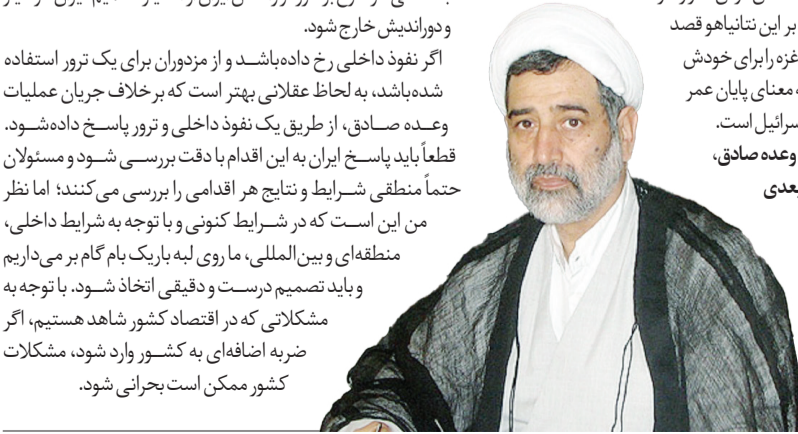 بر این نتانیاهو قصد
غزه را برای خودش
معنای پایان عمر
سرائیل است.
وعده صادق،
بعدی
و دوراندیش خارج شود.
اگر نفوذ داخلی رخ داده‌باشد و از مزدوران برای یک ترور استفاده
شده‌باشد، به لحاظ عقلانی بهتر است که برخلاف جریان عملیات
وعده صادق، از طریق یک نفوذ داخلی و ترور پاسخ داده‌شود.
قطعاً باید پاسخ ایران به این اقدام با دقت بررسی شود و مسئولان
حتماً منطقی شرایط و نتایج هر اقدامی را بررسی می‌کنند؛ اما نظر
من این است که در شرایط کنونی و با توجه به شرایط داخلی،
منطقه‌ای و بین‌المللی، ما روی لبه باریک بام گام بر می‌داریم
و باید تصمیم درست و دقیقی اتخاذ شود. با توجه به
مشکلاتی که در اقتصاد کشور شاهد هستیم، اگر
ضربه اضافه‌ای به کشور وارد شود، مشکلات
کشور ممکن است بحرانی شود.